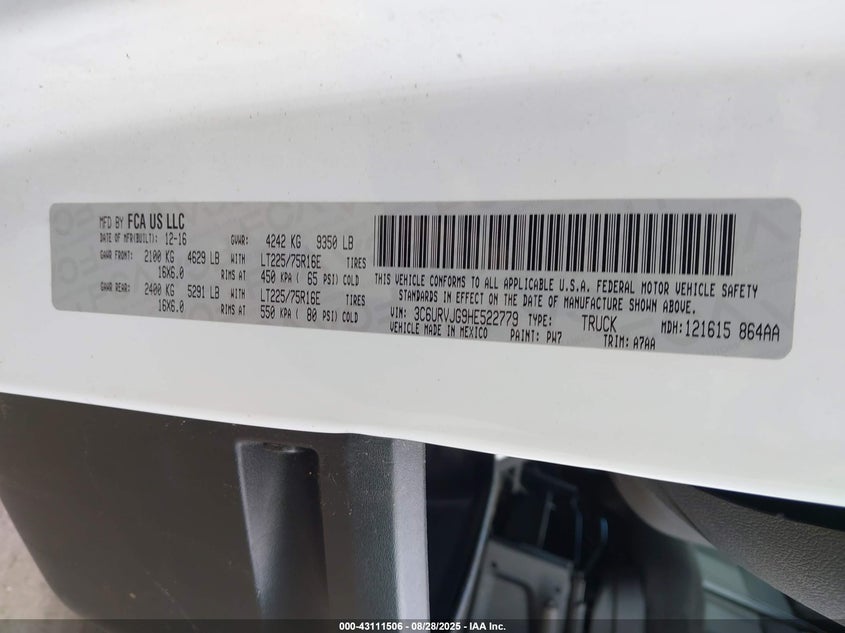 MFD BY FCA US LLC
DATE OF MFR(BUILT): 12-16 GVWR: 4242 KG 9350 LB
GAWR FRONT: 2100 KG 4629 LB WITH LT225/75R16E TIRES
16X6.0 RIMS AT 450 KPA ( 65 PSI) COLD
GAWR REAR: 2400 KG 5291 LB WITH LT225/75R16E TIRES
16X6.0 RIMS AT 550 KPA ( 80 PSI) COLD
THIS VEHICLE CONFORMS TO ALL APPLICABLE U.S.A. FEDERAL MOTOR VEHICLE SAFETY
STANDARDS IN EFFECT ON THE DATE OF MANUFACTURE SHOWN ABOVE.
VIN: 3C6URVJG9HE522779 TYPE: TRUCK MDH: 121615 864AA
VEHICLE MADE IN MEXICO PAINT: PW7 TRIM: A7AA
000-43111506 - 08/28/2025 - IAA Inc.